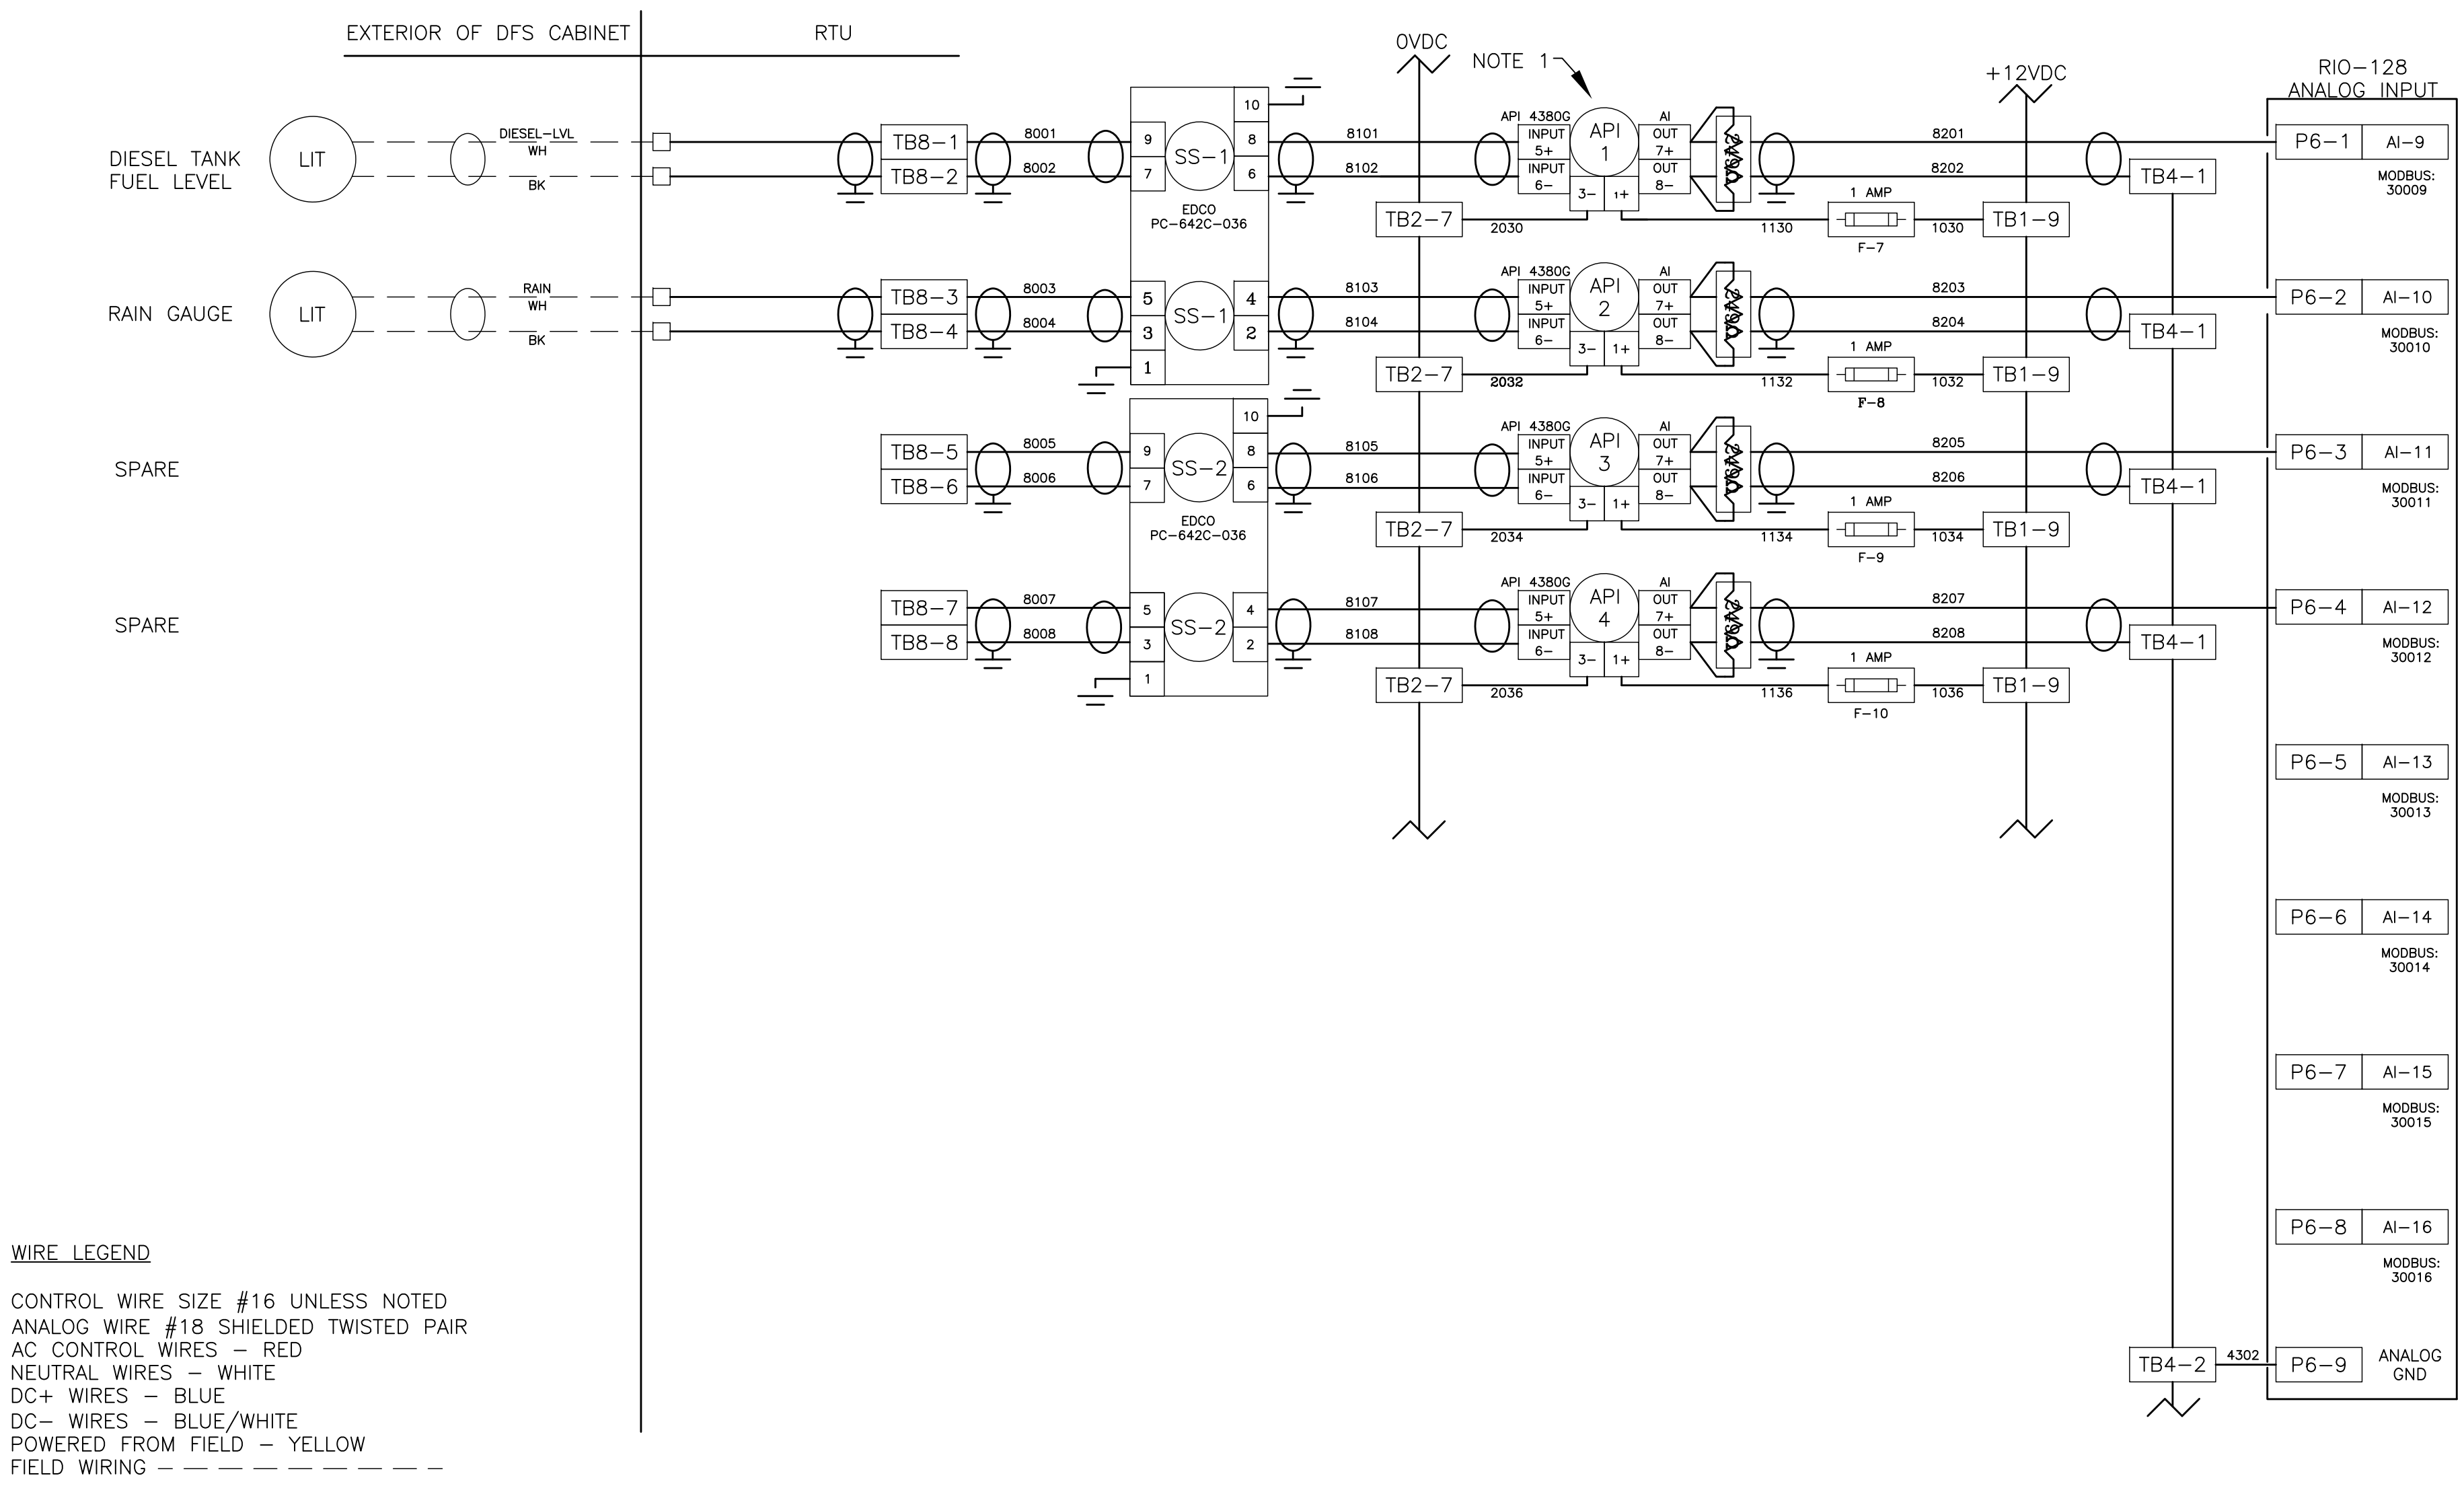 EXTERIOR OF DFS CABINET
RTU
0VDC
NOTE 1
+12VDC
RIO-128
ANALOG INPUT
DIESEL TANK
FUEL LEVEL
LIT
DIESEL-LVL
WH
BK
TB8-1
TB8-2
8001
8002
10
9
7
SS-1
8
6
EDCO
PC-642C-036
8101
8102
API 4380G
INPUT
5+
INPUT
6-
API
1
3-
1+
AI
OUT
7+
OUT
8-
8201
8202
TB4-1
P6-1
AI-9
MODBUS:
30009
TB2-7
2030
1130
1 AMP
F-7
1030
TB1-9
RAIN GAUGE
LIT
RAIN
WH
BK
TB8-3
TB8-4
8003
8004
5
3
1
SS-1
4
2
8103
8104
API 4380G
INPUT
5+
INPUT
6-
API
2
3-
1+
AI
OUT
7+
OUT
8-
8203
8204
TB4-1
P6-2
AI-10
MODBUS:
30010
TB2-7
2032
1132
1 AMP
F-8
1032
TB1-9
SPARE
TB8-5
TB8-6
8005
8006
10
9
7
SS-2
8
6
EDCO
PC-642C-036
8105
8106
API 4380G
INPUT
5+
INPUT
6-
API
3
3-
1+
AI
OUT
7+
OUT
8-
8205
8206
TB4-1
P6-3
AI-11
MODBUS:
30011
TB2-7
2034
1134
1 AMP
F-9
1034
TB1-9
SPARE
TB8-7
TB8-8
8007
8008
5
3
1
SS-2
4
2
8107
8108
API 4380G
INPUT
5+
INPUT
6-
API
4
3-
1+
AI
OUT
7+
OUT
8-
8207
8208
TB4-1
P6-4
AI-12
MODBUS:
30012
TB2-7
2036
1136
1 AMP
F-10
1036
TB1-9
P6-5
AI-13
MODBUS:
30013
P6-6
AI-14
MODBUS:
30014
P6-7
AI-15
MODBUS:
30015
P6-8
AI-16
MODBUS:
30016
TB4-2
4302
P6-9
ANALOG
GND
WIRE LEGEND
CONTROL WIRE SIZE #16 UNLESS NOTED
ANALOG WIRE #18 SHIELDED TWISTED PAIR
AC CONTROL WIRES - RED
NEUTRAL WIRES - WHITE
DC+ WIRES - BLUE
DC- WIRES - BLUE/WHITE
POWERED FROM FIELD - YELLOW
FIELD WIRING